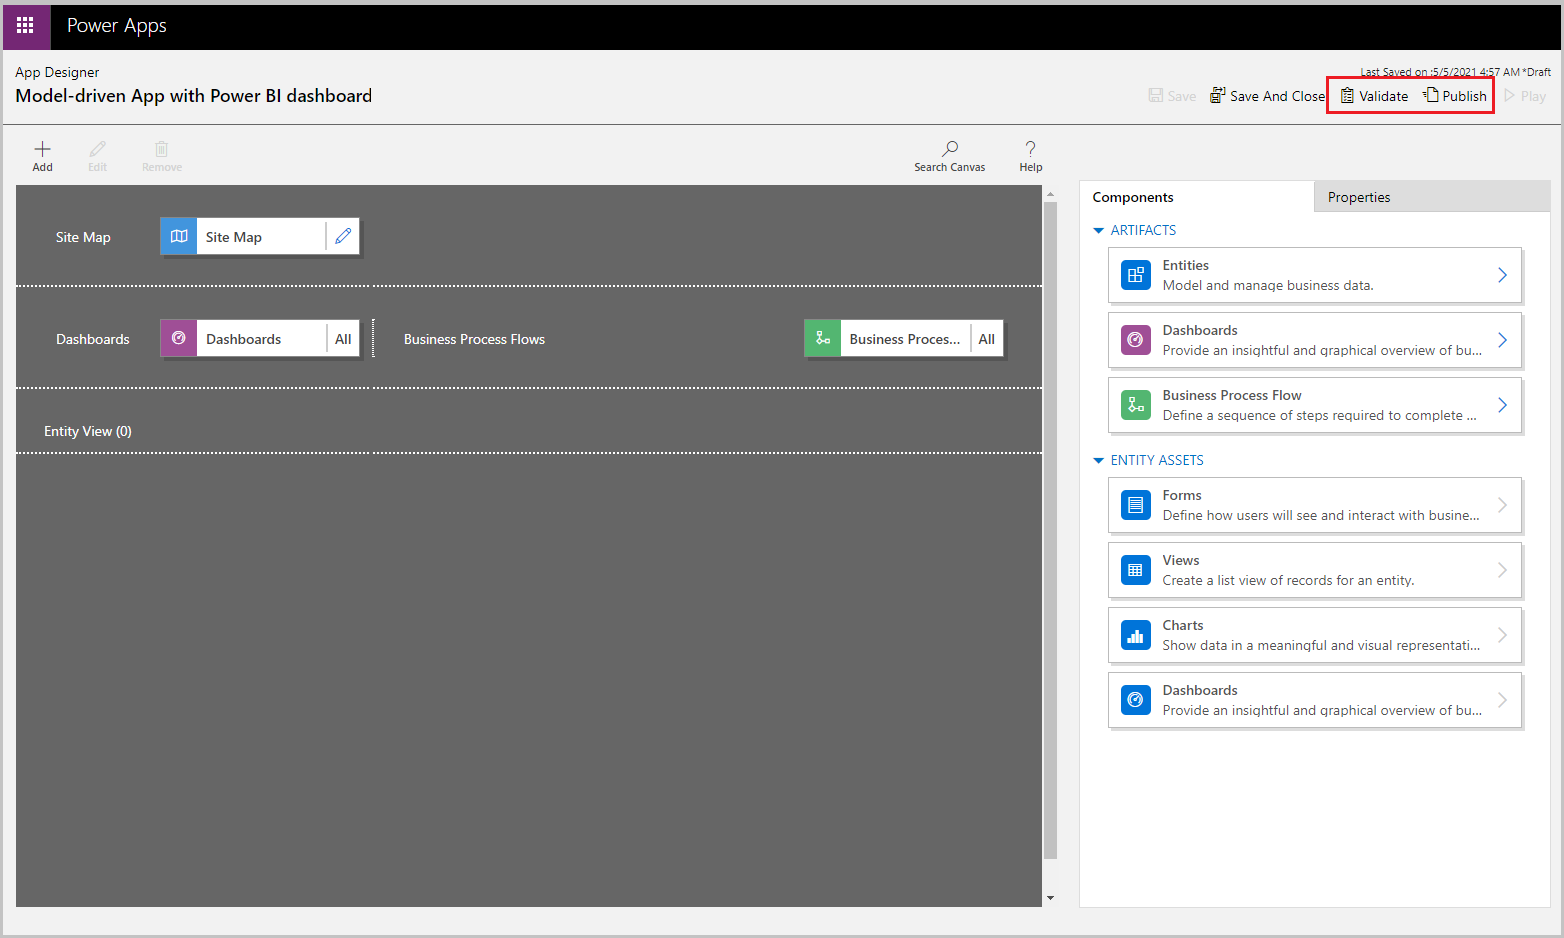 Power Apps
App Designer
Last Saved on :5/5/2021 4:57 AM *Draft
Model-driven App with Power BI dashboard
Save
Save And Close
Validate
Publish
Play
Add
Edit
Remove
Search Canvas
Help
Site Map
Site Map
Dashboards
Dashboards
All
Business Process Flows
Business Proces...
All
Entity View (0)
Components
Properties
ARTIFACTS
Entities
Model and manage business data.
Dashboards
Provide an insightful and graphical overview of bu...
Business Process Flow
Define a sequence of steps required to complete ...
ENTITY ASSETS
Forms
Define how users will see and interact with busine...
Views
Create a list view of records for an entity.
Charts
Show data in a meaningful and visual representati...
Dashboards
Provide an insightful and graphical overview of bu...